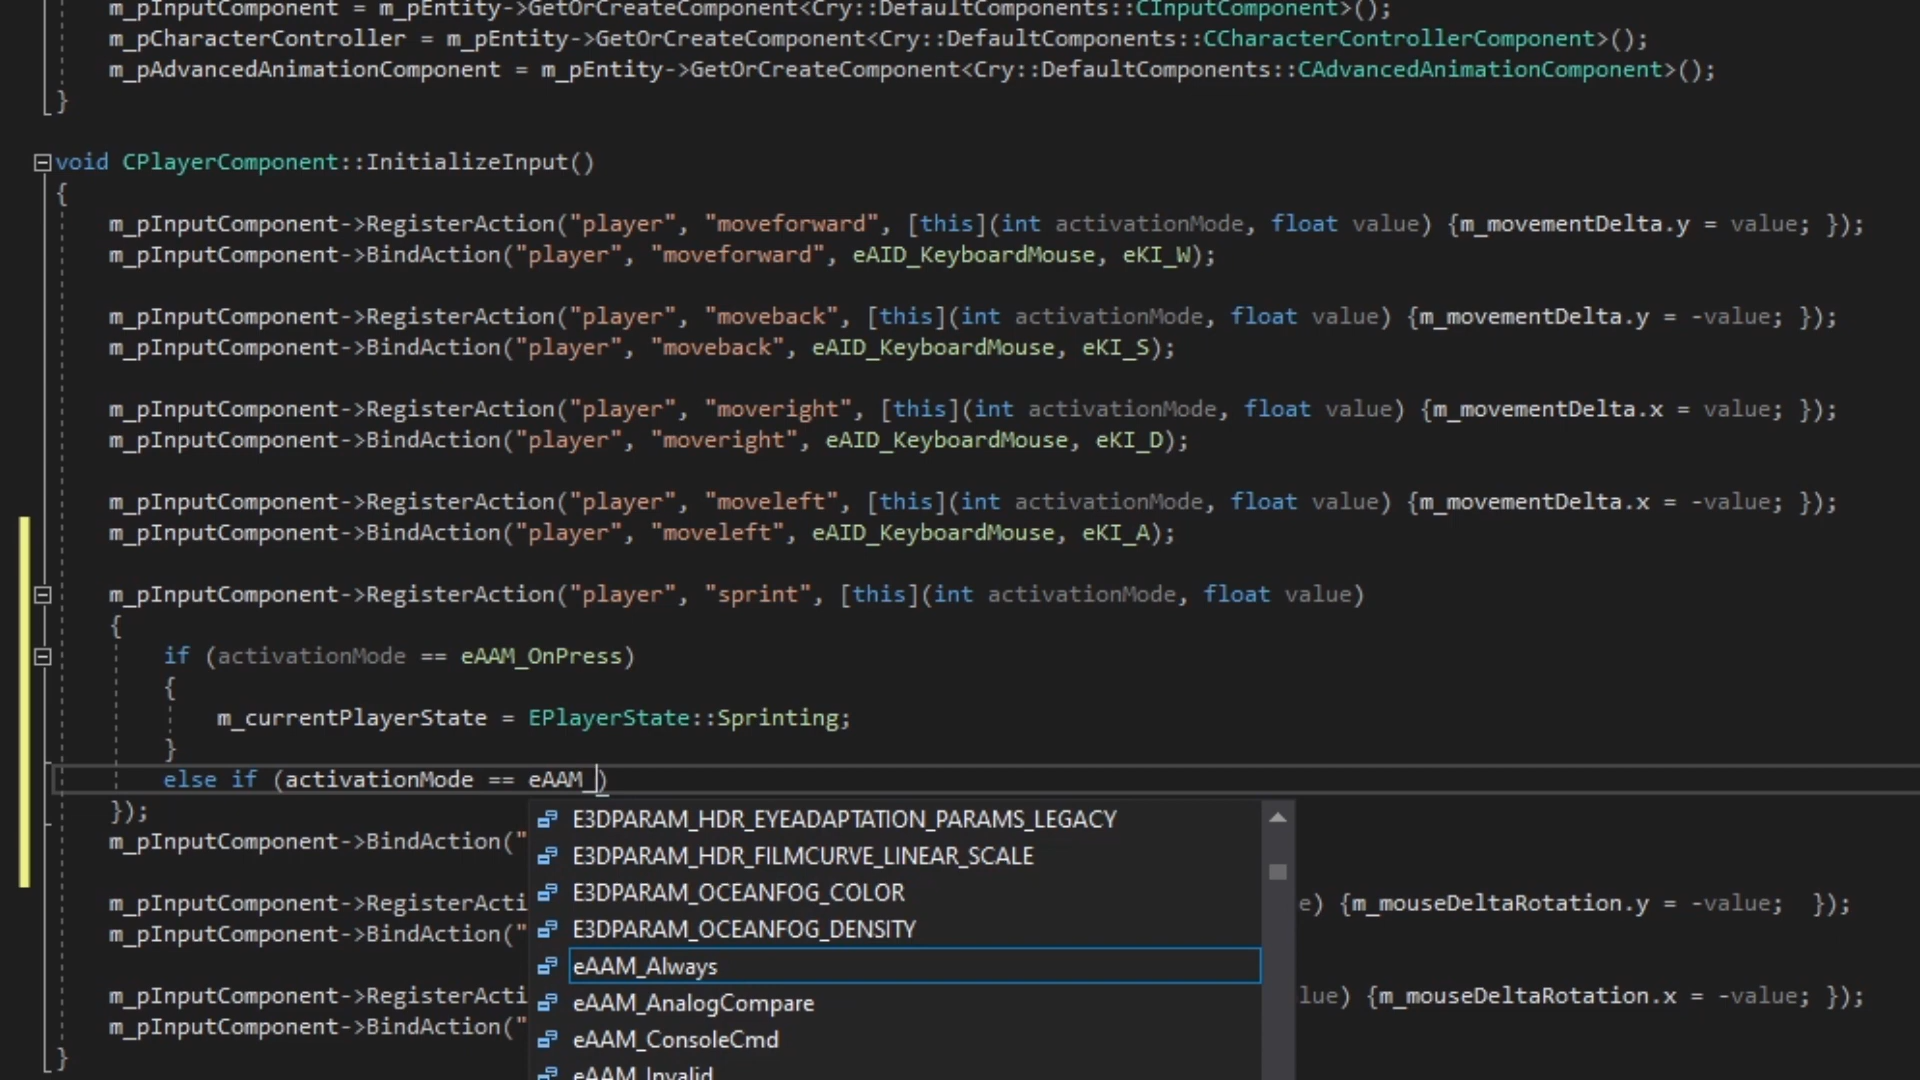 m_pInputComponent = m_pEntity->GetOrCreateComponent<Cry::DefaultComponents::CInputComponent>();
m_pCharacterController = m_pEntity->GetOrCreateComponent<Cry::DefaultComponents::CCharacterControllerComponent>();
m_pAdvancedAnimationComponent = m_pEntity->GetOrCreateComponent<Cry::DefaultComponents::CAdvancedAnimationComponent>();
}
void CPlayerComponent::InitializeInput()
{
m_pInputComponent->RegisterAction("player", "moveforward", [this](int activationMode, float value) {m_movementDelta.y = value; });
m_pInputComponent->BindAction("player", "moveforward", eAID_KeyboardMouse, eKI_W);
m_pInputComponent->RegisterAction("player", "moveback", [this](int activationMode, float value) {m_movementDelta.y = -value; });
m_pInputComponent->BindAction("player", "moveback", eAID_KeyboardMouse, eKI_S);
m_pInputComponent->RegisterAction("player", "moveright", [this](int activationMode, float value) {m_movementDelta.x = value; });
m_pInputComponent->BindAction("player", "moveright", eAID_KeyboardMouse, eKI_D);
m_pInputComponent->RegisterAction("player", "moveleft", [this](int activationMode, float value) {m_movementDelta.x = -value; });
m_pInputComponent->BindAction("player", "moveleft", eAID_KeyboardMouse, eKI_A);
m_pInputComponent->RegisterAction("player", "sprint", [this](int activationMode, float value)
{
if (activationMode == eAAM_OnPress)
{
m_currentPlayerState = EPlayerState::Sprinting;
}
else if (activationMode == eAAM_)
});
m_pInputComponent->BindAction("
m_pInputComponent->RegisterActi e) {m_mouseDeltaRotation.y = -value; });
m_pInputComponent->BindAction("
m_pInputComponent->RegisterActi lue) {m_mouseDeltaRotation.x = -value; });
m_pInputComponent->BindAction("
}
E3DPARAM_HDR_EYEADAPTATION_PARAMS_LEGACY
E3DPARAM_HDR_FILMCURVE_LINEAR_SCALE
E3DPARAM_OCEANFOG_COLOR
E3DPARAM_OCEANFOG_DENSITY
eAAM_Always
eAAM_AnalogCompare
eAAM_ConsoleCmd
eAAM_Invalid